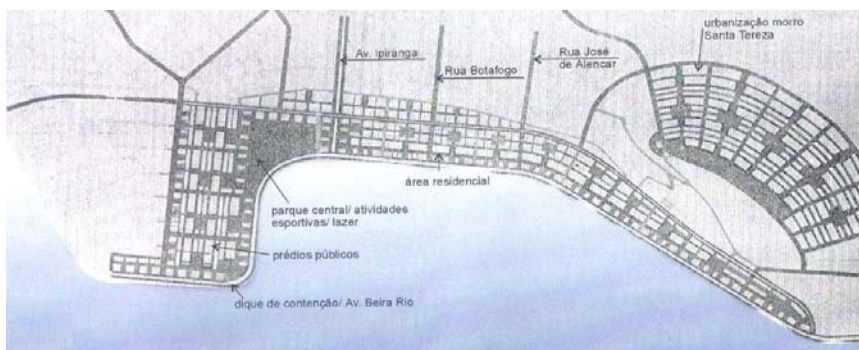 urbanização morro
Santa Tereza
Av. Ipiranga
Rua Botafogo
Rua José
de Alencar
área residencial
parque central/ atividades
esportivas/ lazer
prédios públicos
dique de contenção/ Av. Beira Rio